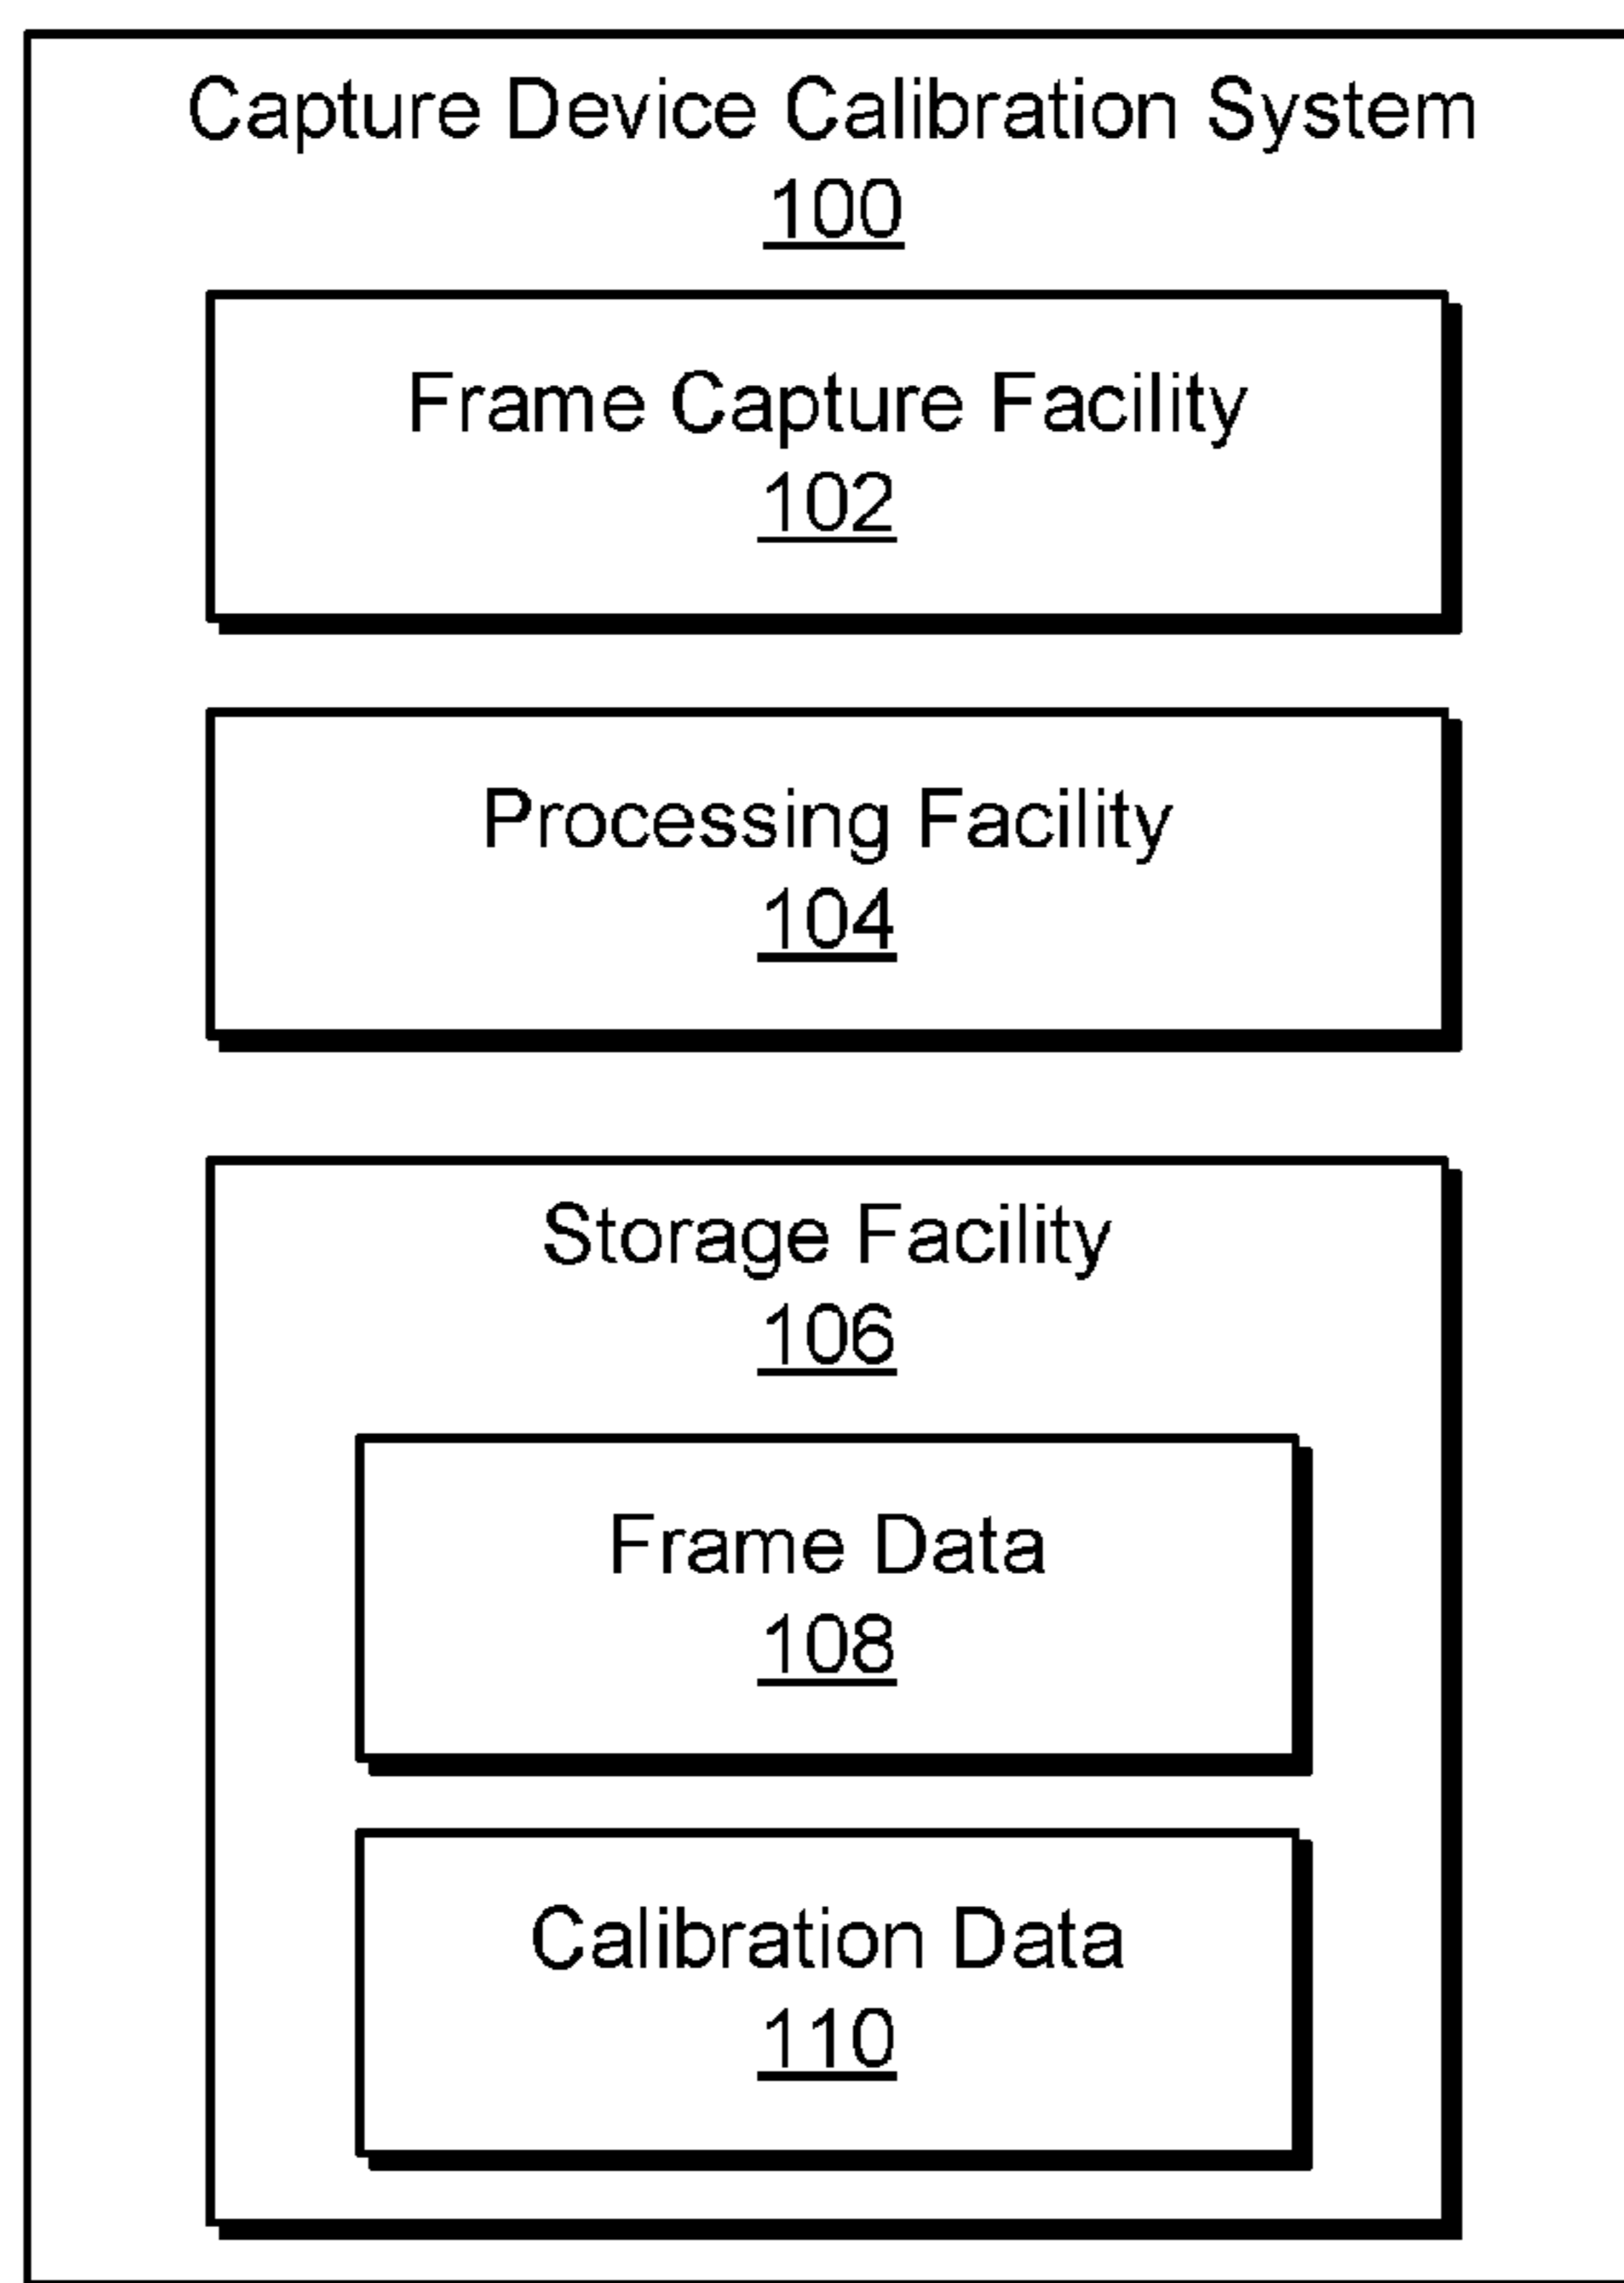 Capture Device Calibration System
100
Frame Capture Facility
102
Processing Facility
104
Storage Facility
106
Frame Data
108
Calibration Data
110